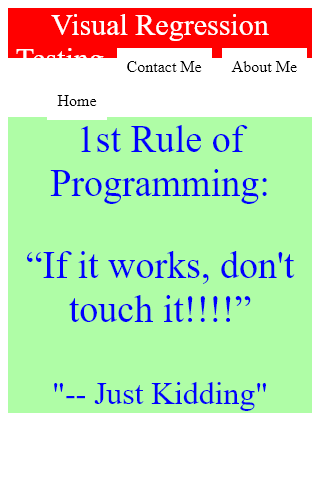 Visual Regression
Testing
Contact Me
About Me
Home
1st Rule of
Programming:
“If it works, don't
touch it!!!!”
"-- Just Kidding"